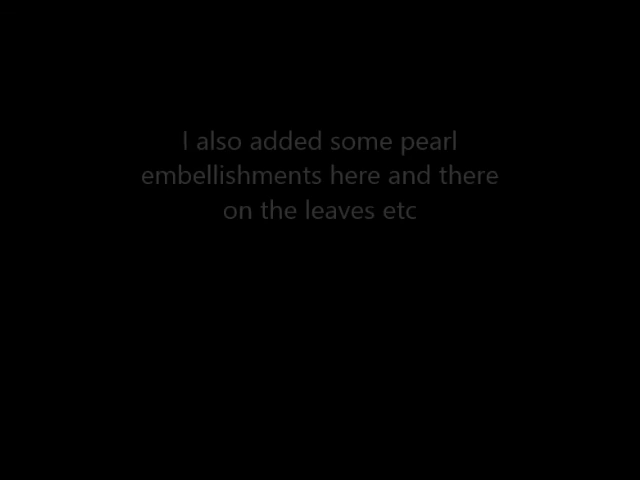 I also added some pearl
embellishments here and there
on the leaves etc